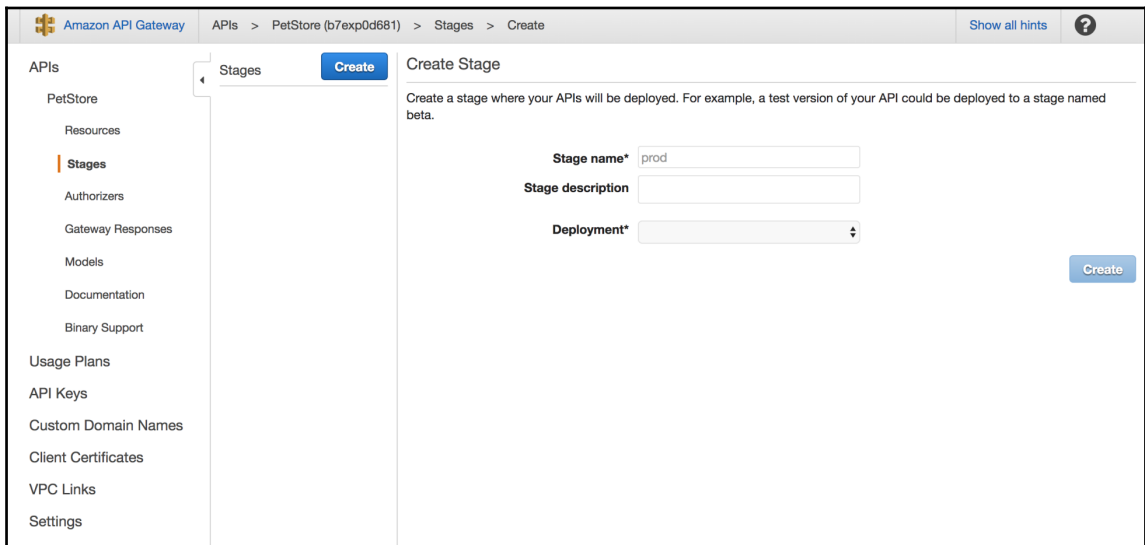 Amazon API Gateway APIs > PetStore (b7exp0d681) > Stages > Create Show all hints ?
APIs
PetStore
Resources
Stages
Authorizers
Gateway Responses
Models
Documentation
Binary Support
Usage Plans
API Keys
Custom Domain Names
Client Certificates
VPC Links
Settings
Stages Create
Create Stage
Create a stage where your APIs will be deployed. For example, a test version of your API could be deployed to a stage named
beta.
Stage name* prod
Stage description
Deployment*
Create